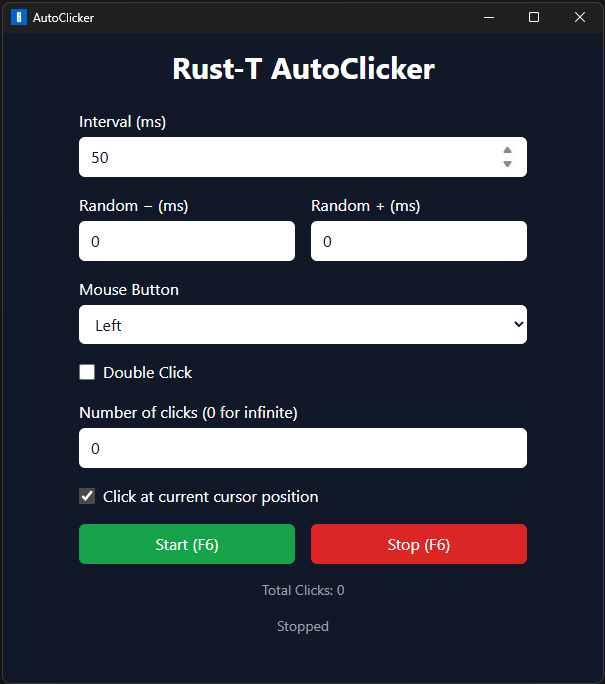 AutoClicker
Rust-T AutoClicker
Interval (ms)
50
Random − (ms) Random + (ms)
0 0
Mouse Button
Left
Double Click
Number of clicks (0 for infinite)
0
Click at current cursor position
Start (F6) Stop (F6)
Total Clicks: 0
Stopped